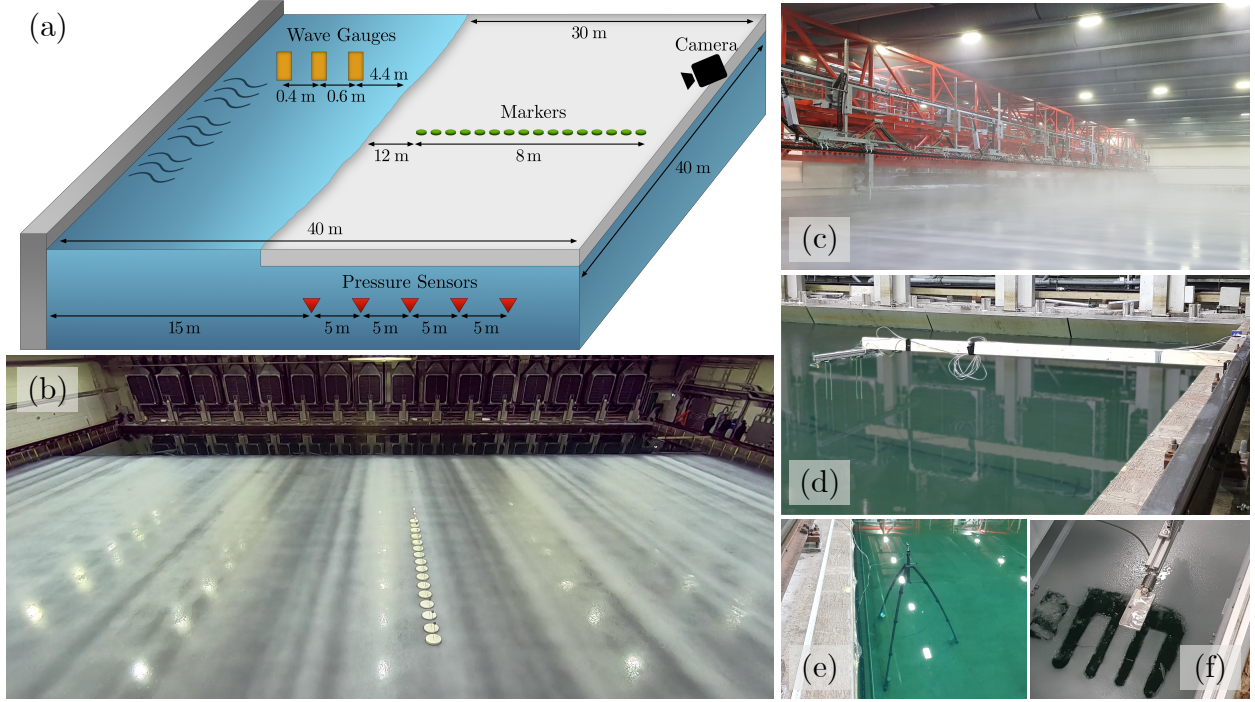 (a)
30 m
Camera
Wave Gauges
4.4 m
0.4 m 0.6 m
Markers
12 m 8 m
40 m
40 m
Pressure Sensors
15 m 5 m 5 m 5 m 5 m
(b)
(c)
(d)
(e)
(f)